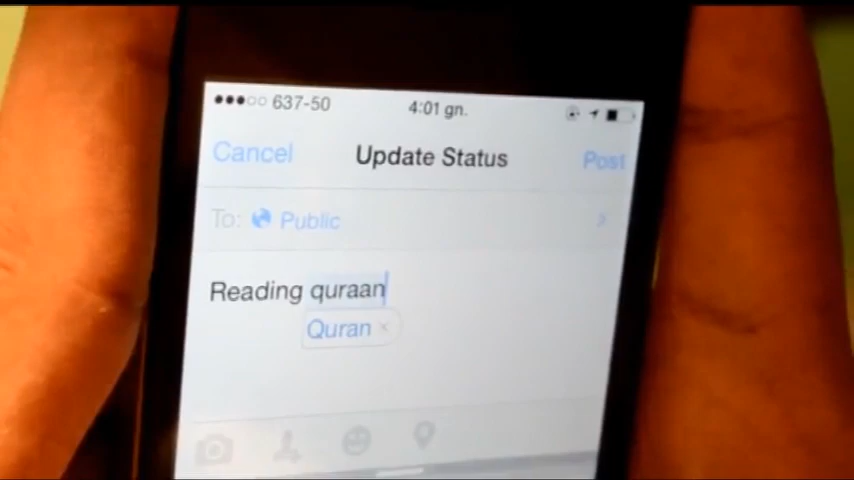 637-50 4:01 gn.
Cancel Update Status Post
To: Public
Reading quraan
Quran ×